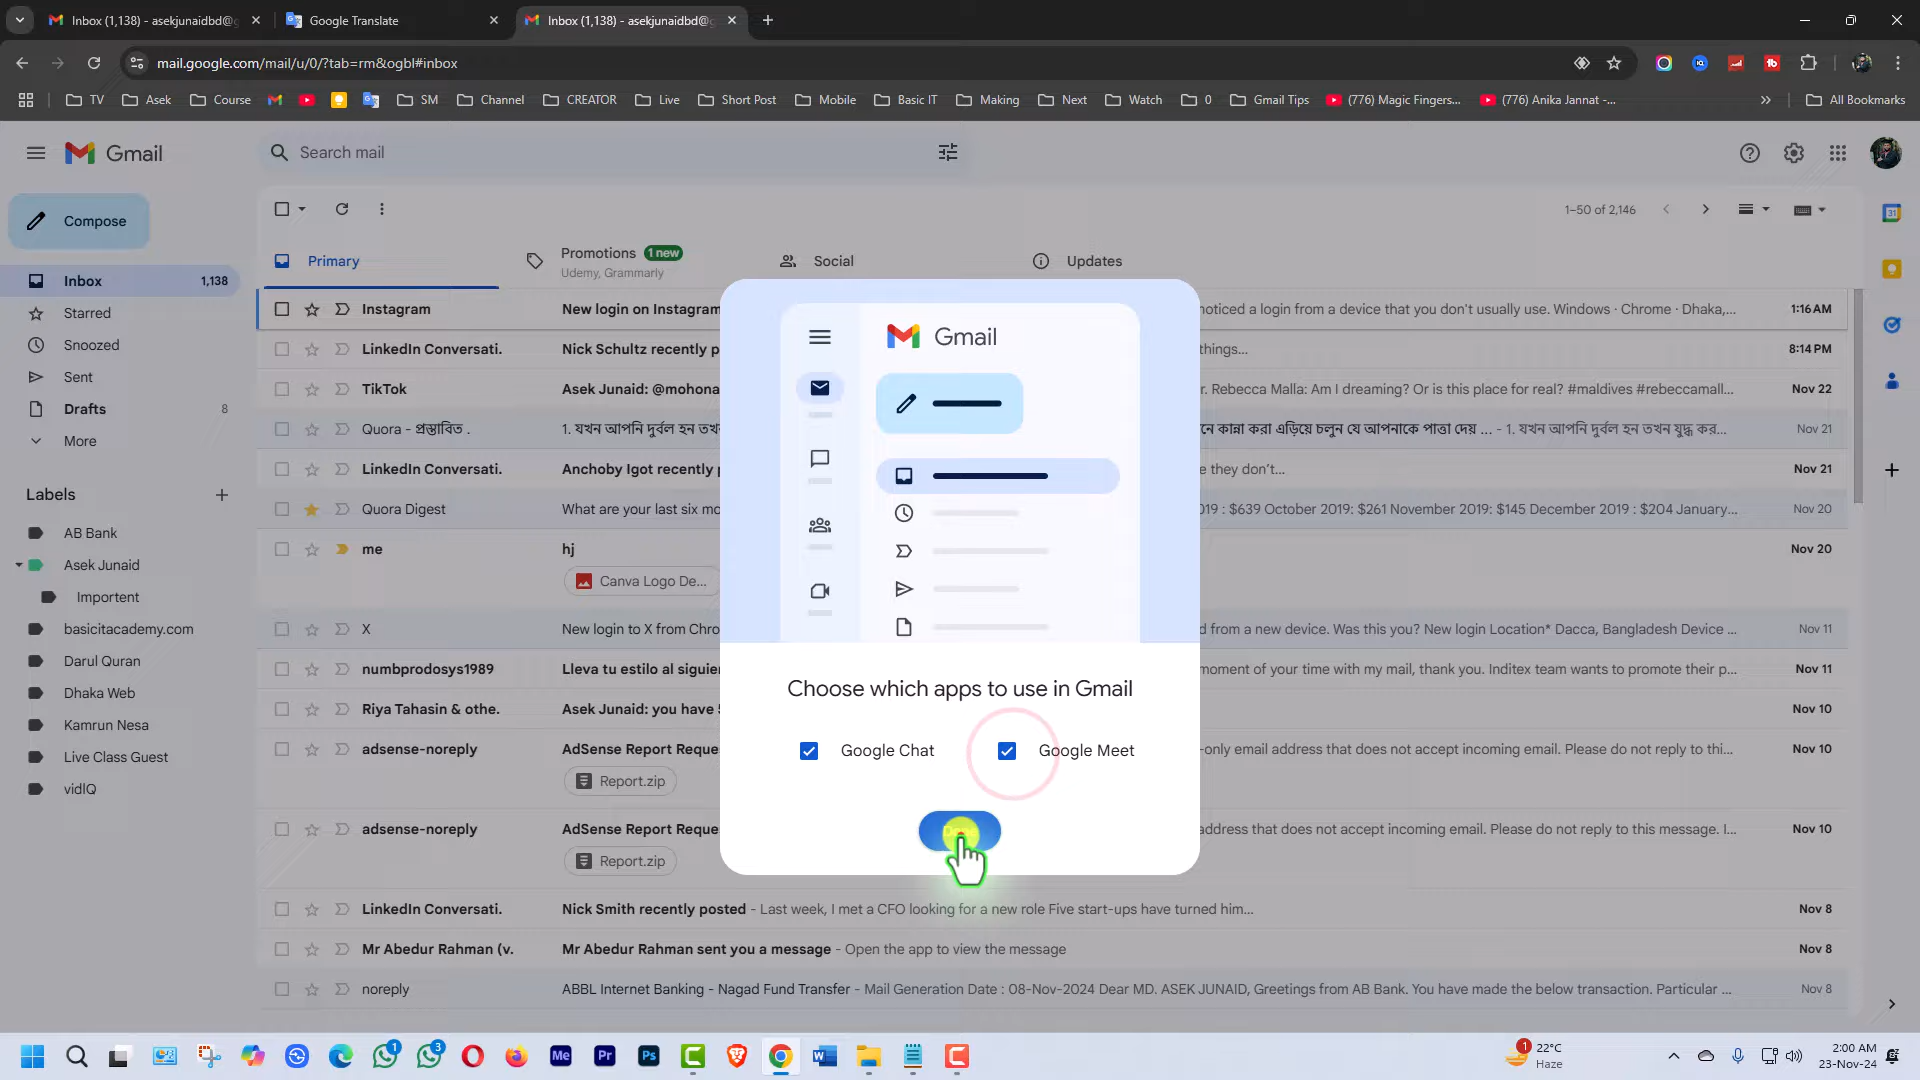 Inbox (1,138) - asekjunaidbd@g
Google Translate
Inbox (1,138) - asekjunaidbd@g
mail.google.com/mail/u/0/?tab=rm&ogbl#inbox
TV
Asek
Course
SM
Channel
CREATOR
Live
Short Post
Mobile
Basic IT
Making
Next
Watch
0
Gmail Tips
(776) Magic Fingers...
(776) Anika Jannat -...
All Bookmarks
Gmail
Search mail
Compose
1–50 of 2,146
Primary
Promotions 1 new
Udemy, Grammarly
Social
Updates
Inbox 1,138
Starred
Snoozed
Sent
Drafts 8
More
Labels
AB Bank
Asek Junaid
Importent
basicitacademy.com
Darul Quran
Dhaka Web
Kamrun Nesa
Live Class Guest
vidIQ
Instagram New login on Instagram noticed a login from a device that you don't usually use. Windows · Chrome · Dhaka,... 1:16 AM
LinkedIn Conversati. Nick Schultz recently p things... 8:14 PM
TikTok Asek Junaid: @mohona r. Rebecca Malla: Am I dreaming? Or is this place for real? #maldives #rebeccamall... Nov 22
Quora - প্রস্তাবিত . 1. যখন আপনি দুর্বল হন তখ নে কান্না করা এড়িয়ে চলুন যে আপনাকে পাত্তা দেয় ... - 1. যখন আপনি দুর্বল হন তখন যুদ্ধ কর... Nov 21
LinkedIn Conversati. Anchoby Igot recently p e they don't... Nov 21
Quora Digest What are your last six mo 019 : $639 October 2019: $261 November 2019: $145 December 2019 : $204 January... Nov 20
me hj Nov 20
Canva Logo De...
X New login to X from Chro d from a new device. Was this you? New login Location* Dacca, Bangladesh Device ... Nov 11
numbprodosys1989 Lleva tu estilo al siguie moment of your time with my mail, thank you. Inditex team wants to promote their p... Nov 11
Riya Tahasin & othe. Asek Junaid: you have Nov 10
adsense-noreply AdSense Report Reque -only email address that does not accept incoming email. Please do not reply to thi... Nov 10
Report.zip
adsense-noreply AdSense Report Reque address that does not accept incoming email. Please do not reply to this message. I... Nov 10
Report.zip
LinkedIn Conversati. Nick Smith recently posted - Last week, I met a CFO looking for a new role Five start-ups have turned him... Nov 8
Mr Abedur Rahman (v. Mr Abedur Rahman sent you a message - Open the app to view the message Nov 8
noreply ABBL Internet Banking - Nagad Fund Transfer - Mail Generation Date : 08-Nov-2024 Dear MD. ASEK JUNAID, Greetings from AB Bank. You have made the below transaction. Particular ... Nov 8
Gmail
Choose which apps to use in Gmail
Google Chat
Google Meet
1
3
Me
Pr
Ps
1
22°C
Haze
2:00 AM
23-Nov-24